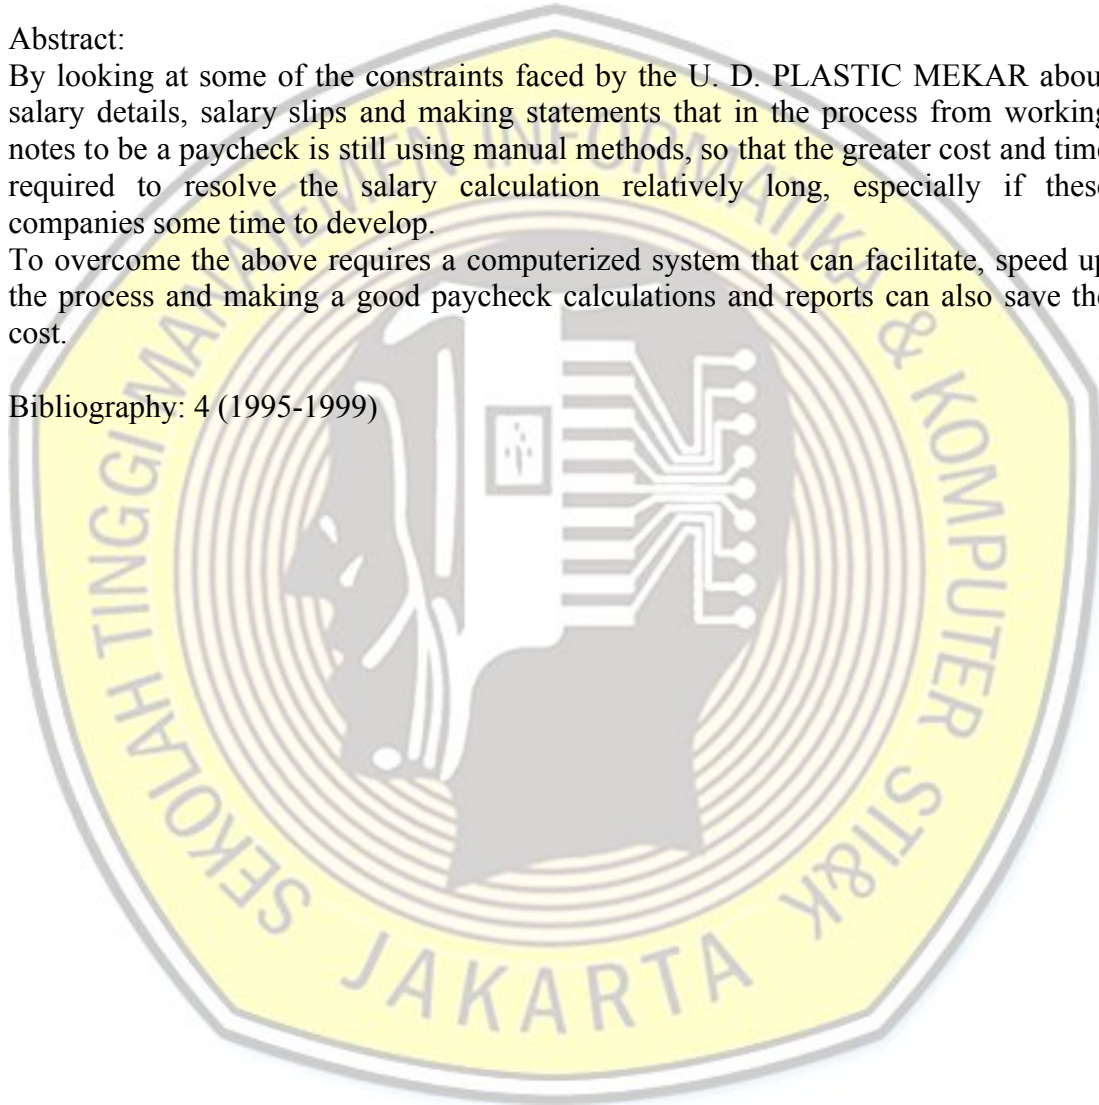 Abstract:
By looking at some of the constraints faced by the U. D. PLASTIC MEKAR abou
salary details, salary slips and making statements that in the process from working
notes to be a paycheck is still using manual methods, so that the greater cost and time
required to resolve the salary calculation relatively long, especially if these
companies some time to develop.
To overcome the above requires a computerized system that can facilitate, speed up
the process and making a good paycheck calculations and reports can also save the
cost.
Bibliography: 4 (1995-1999)
SEKOLAH TINGGI MANAJEMEN INFORMATIKA & KOMPUTER STI&K
JAKARTA